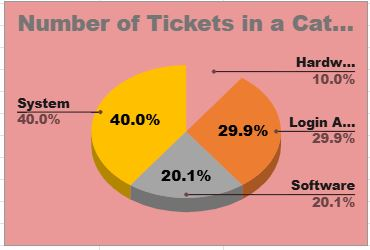 Number of Tickets in a Cat...
Hardw...
10.0%
System
40.0%
40.0%
29.9%
Login A...
29.9%
20.1%
Software
20.1%